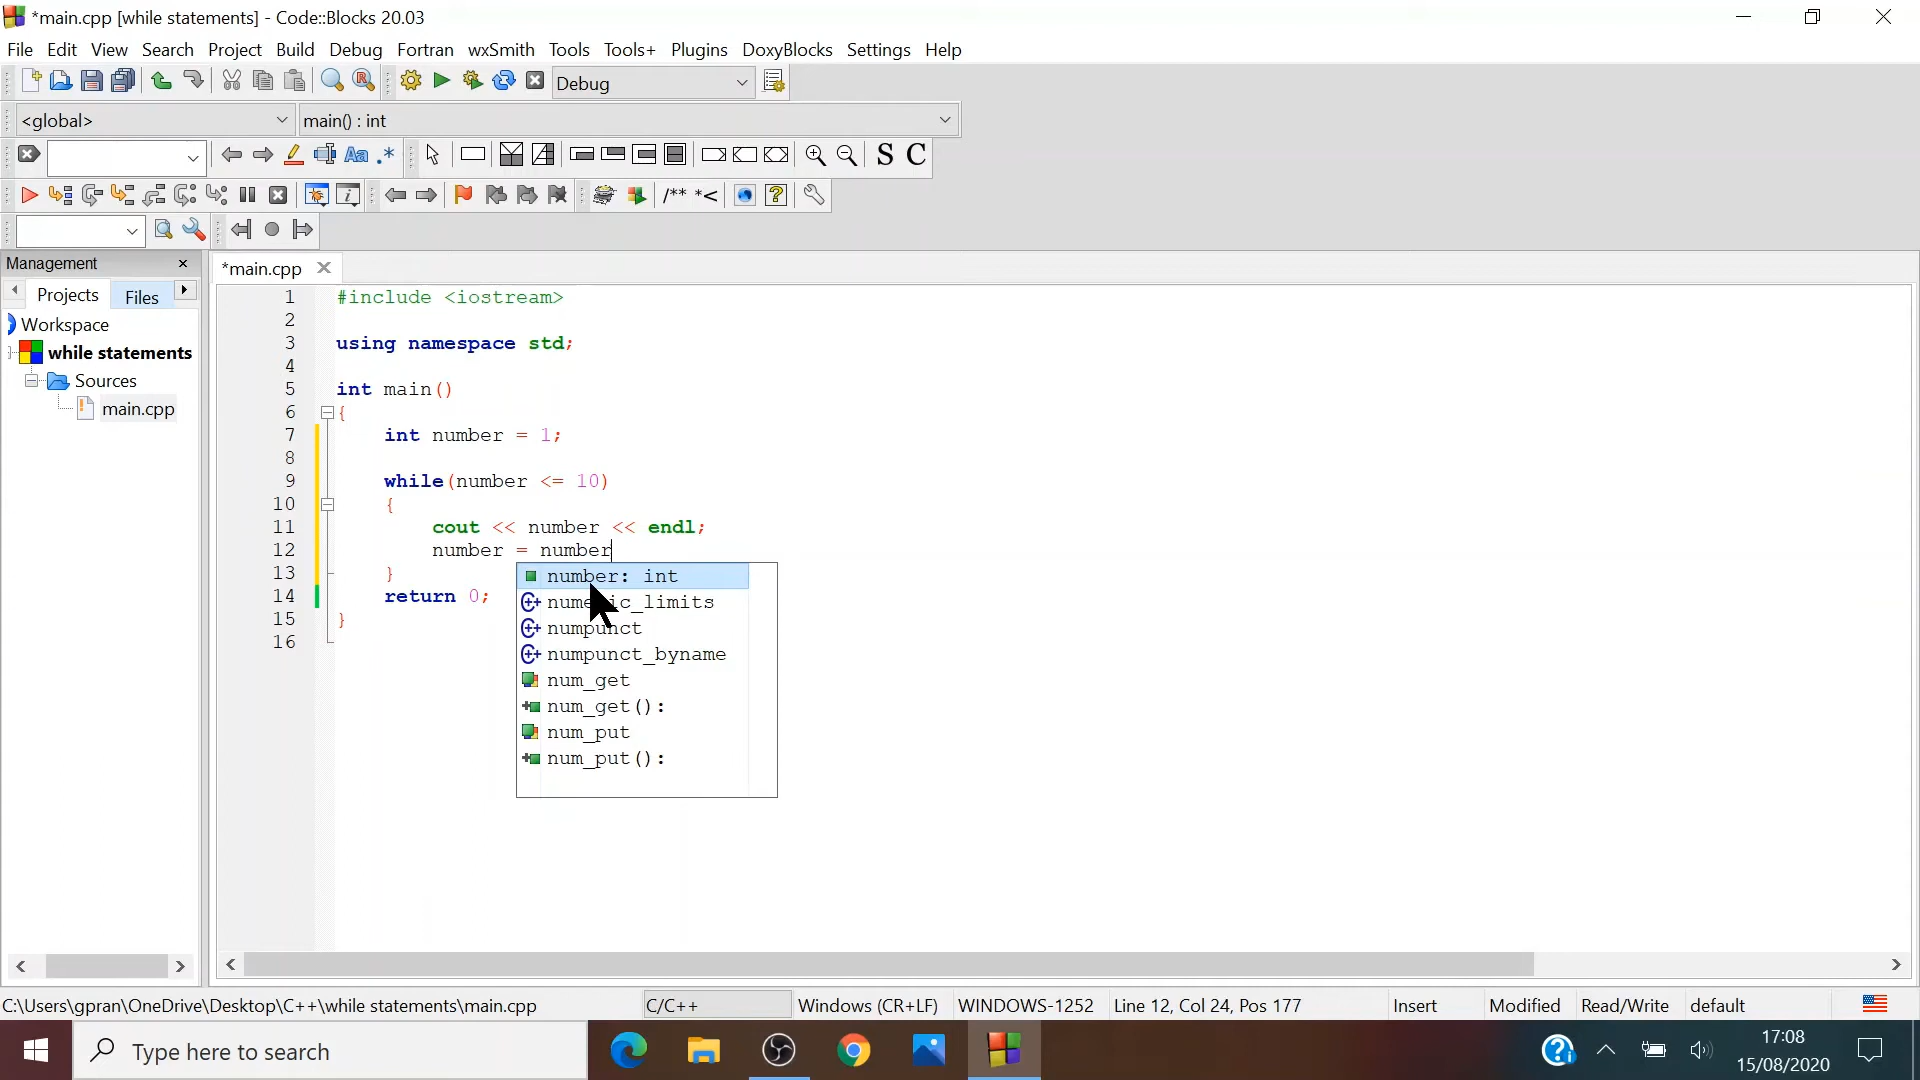 *main.cpp [while statements] - Code::Blocks 20.03
File Edit View Search Project Build Debug Fortran wxSmith Tools Tools+ Plugins DoxyBlocks Settings Help
Debug
<global> main() : int
Aa .* S C
/** *<
Management
*main.cpp
Projects Files
Workspace
while statements
Sources
main.cpp
1 #include <iostream>
2
3 using namespace std;
4
5 int main()
6 {
7 int number = 1;
8
9 while(number <= 10)
10 {
11 cout << number << endl;
12 number = number
13 }
14 return 0;
15 }
16
number: int
numpunct
numpunct_byname
num_get
num_get():
num_put
num_put():
C:\Users\gpran\OneDrive\Desktop\C++\while statements\main.cpp C/C++ Windows (CR+LF) WINDOWS-1252 Line 12, Col 24, Pos 177 Insert Modified Read/Write default
Type here to search
17:08
15/08/2020